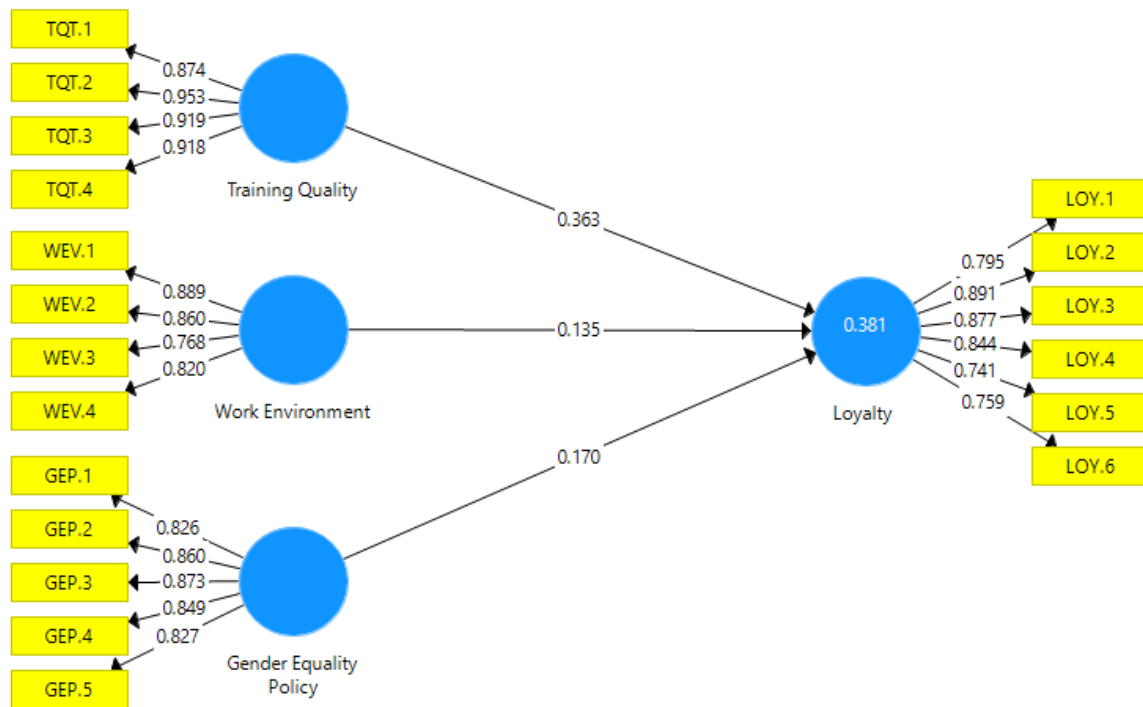 TQT.1
TQT.2
TQT.3
TQT.4
0.874
0.953
0.919
0.918
Training Quality
WEV.1
WEV.2
WEV.3
WEV.4
0.889
0.860
0.768
0.820
Work Environment
GEP.1
GEP.2
GEP.3
GEP.4
GEP.5
0.826
0.860
0.873
0.849
0.827
Gender Equality
Policy
0.363
0.135
0.170
0.381
Loyalty
0.795
0.891
0.877
0.844
0.741
0.759
LOY.1
LOY.2
LOY.3
LOY.4
LOY.5
LOY.6